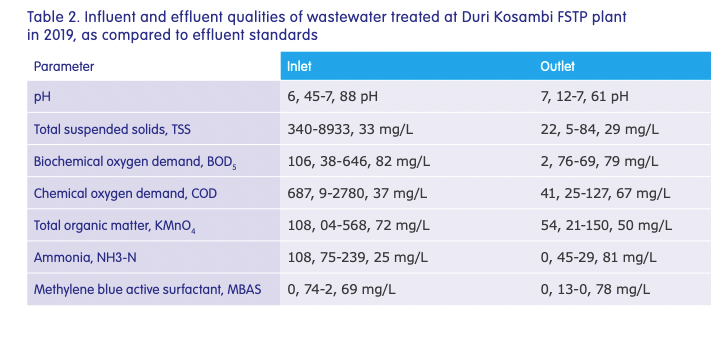 Table 2. Influent and effluent qualities of wastewater treated at Duri Kosambi FSTP plant
in 2019, as compared to effluent standards
Parameter Inlet Outlet
pH 6, 45-7, 88 pH 7, 12-7, 61 pH
Total suspended solids, TSS 340-8933, 33 mg/L 22, 5-84, 29 mg/L
Biochemical oxygen demand, BOD5 106, 38-646, 82 mg/L 2, 76-69, 79 mg/L
Chemical oxygen demand, COD 687, 9-2780, 37 mg/L 41, 25-127, 67 mg/L
Total organic matter, KMnO4 108, 04-568, 72 mg/L 54, 21-150, 50 mg/L
Ammonia, NH3-N 108, 75-239, 25 mg/L 0, 45-29, 81 mg/L
Methylene blue active surfactant, MBAS 0, 74-2, 69 mg/L 0, 13-0, 78 mg/L